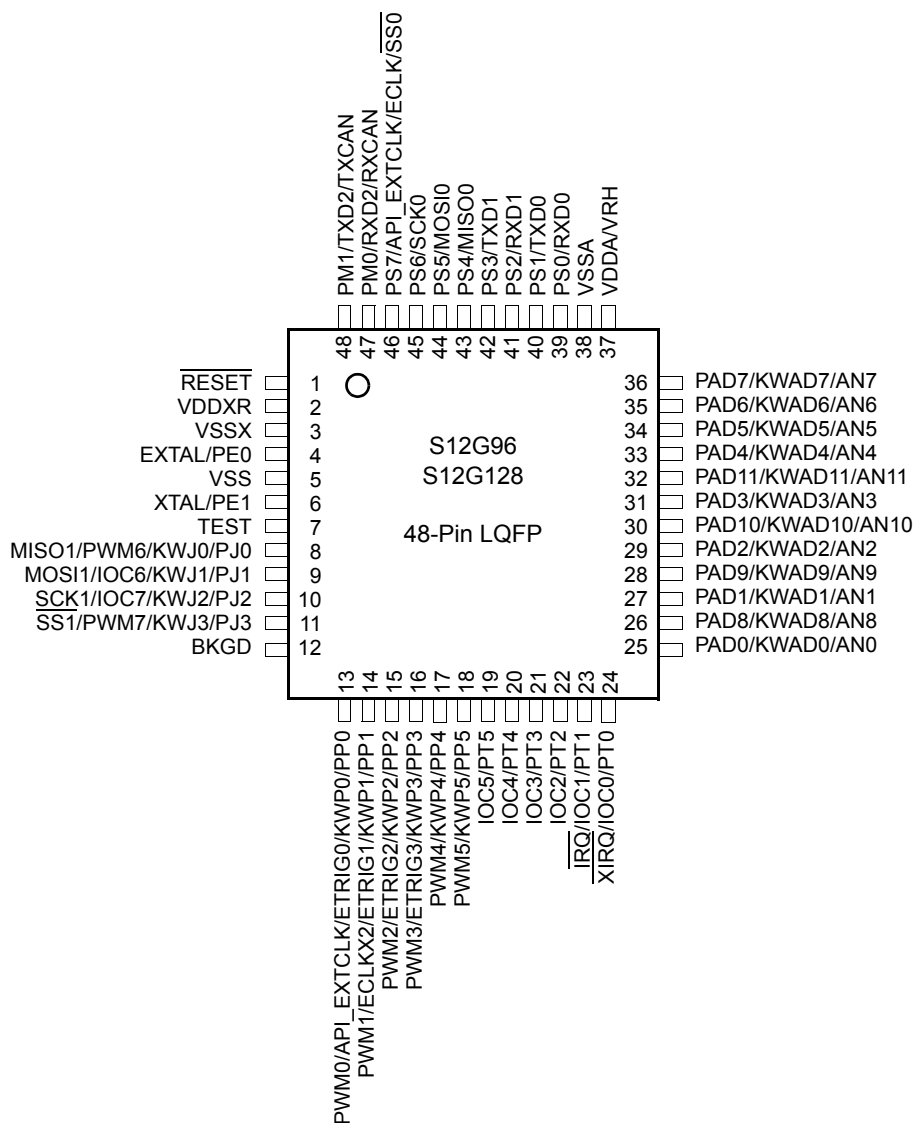 PM1/TXD2/TXCAN
PM0/RXD2/RXCAN
PS7/API_EXTCLK/ECLK/SS0
PS6/SCK0
PS5/MOSI0
PS4/MISO0
PS3/TXD1
PS2/RXD1
PS1/TXD0
PS0/RXD0
VSSA
VDDA/VRH
48
47
46
45
44
43
42
41
40
39
38
37
RESET 1
VDDXR 2
VSSX 3
EXTAL/PE0 4
VSS 5
XTAL/PE1 6
TEST 7
MISO1/PWM6/KWJ0/PJ0 8
MOSI1/IOC6/KWJ1/PJ1 9
SCK1/IOC7/KWJ2/PJ2 10
SS1/PWM7/KWJ3/PJ3 11
BKGD 12
S12G96
S12G128
48-Pin LQFP
36 PAD7/KWAD7/AN7
35 PAD6/KWAD6/AN6
34 PAD5/KWAD5/AN5
33 PAD4/KWAD4/AN4
32 PAD11/KWAD11/AN11
31 PAD3/KWAD3/AN3
30 PAD10/KWAD10/AN10
29 PAD2/KWAD2/AN2
28 PAD9/KWAD9/AN9
27 PAD1/KWAD1/AN1
26 PAD8/KWAD8/AN8
25 PAD0/KWAD0/AN0
13
14
15
16
17
18
19
20
21
22
23
24
PWM0/API_EXTCLK/ETRIG0/KWP0/PP0
PWM1/ECLKX2/ETRIG1/KWP1/PP1
PWM2/ETRIG2/KWP2/PP2
PWM3/ETRIG3/KWP3/PP3
PWM4/KWP4/PP4
PWM5/KWP5/PP5
IOC5/PT5
IOC4/PT4
IOC3/PT3
IOC2/PT2
IRQ/IOC1/PT1
XIRQ/IOC0/PT0